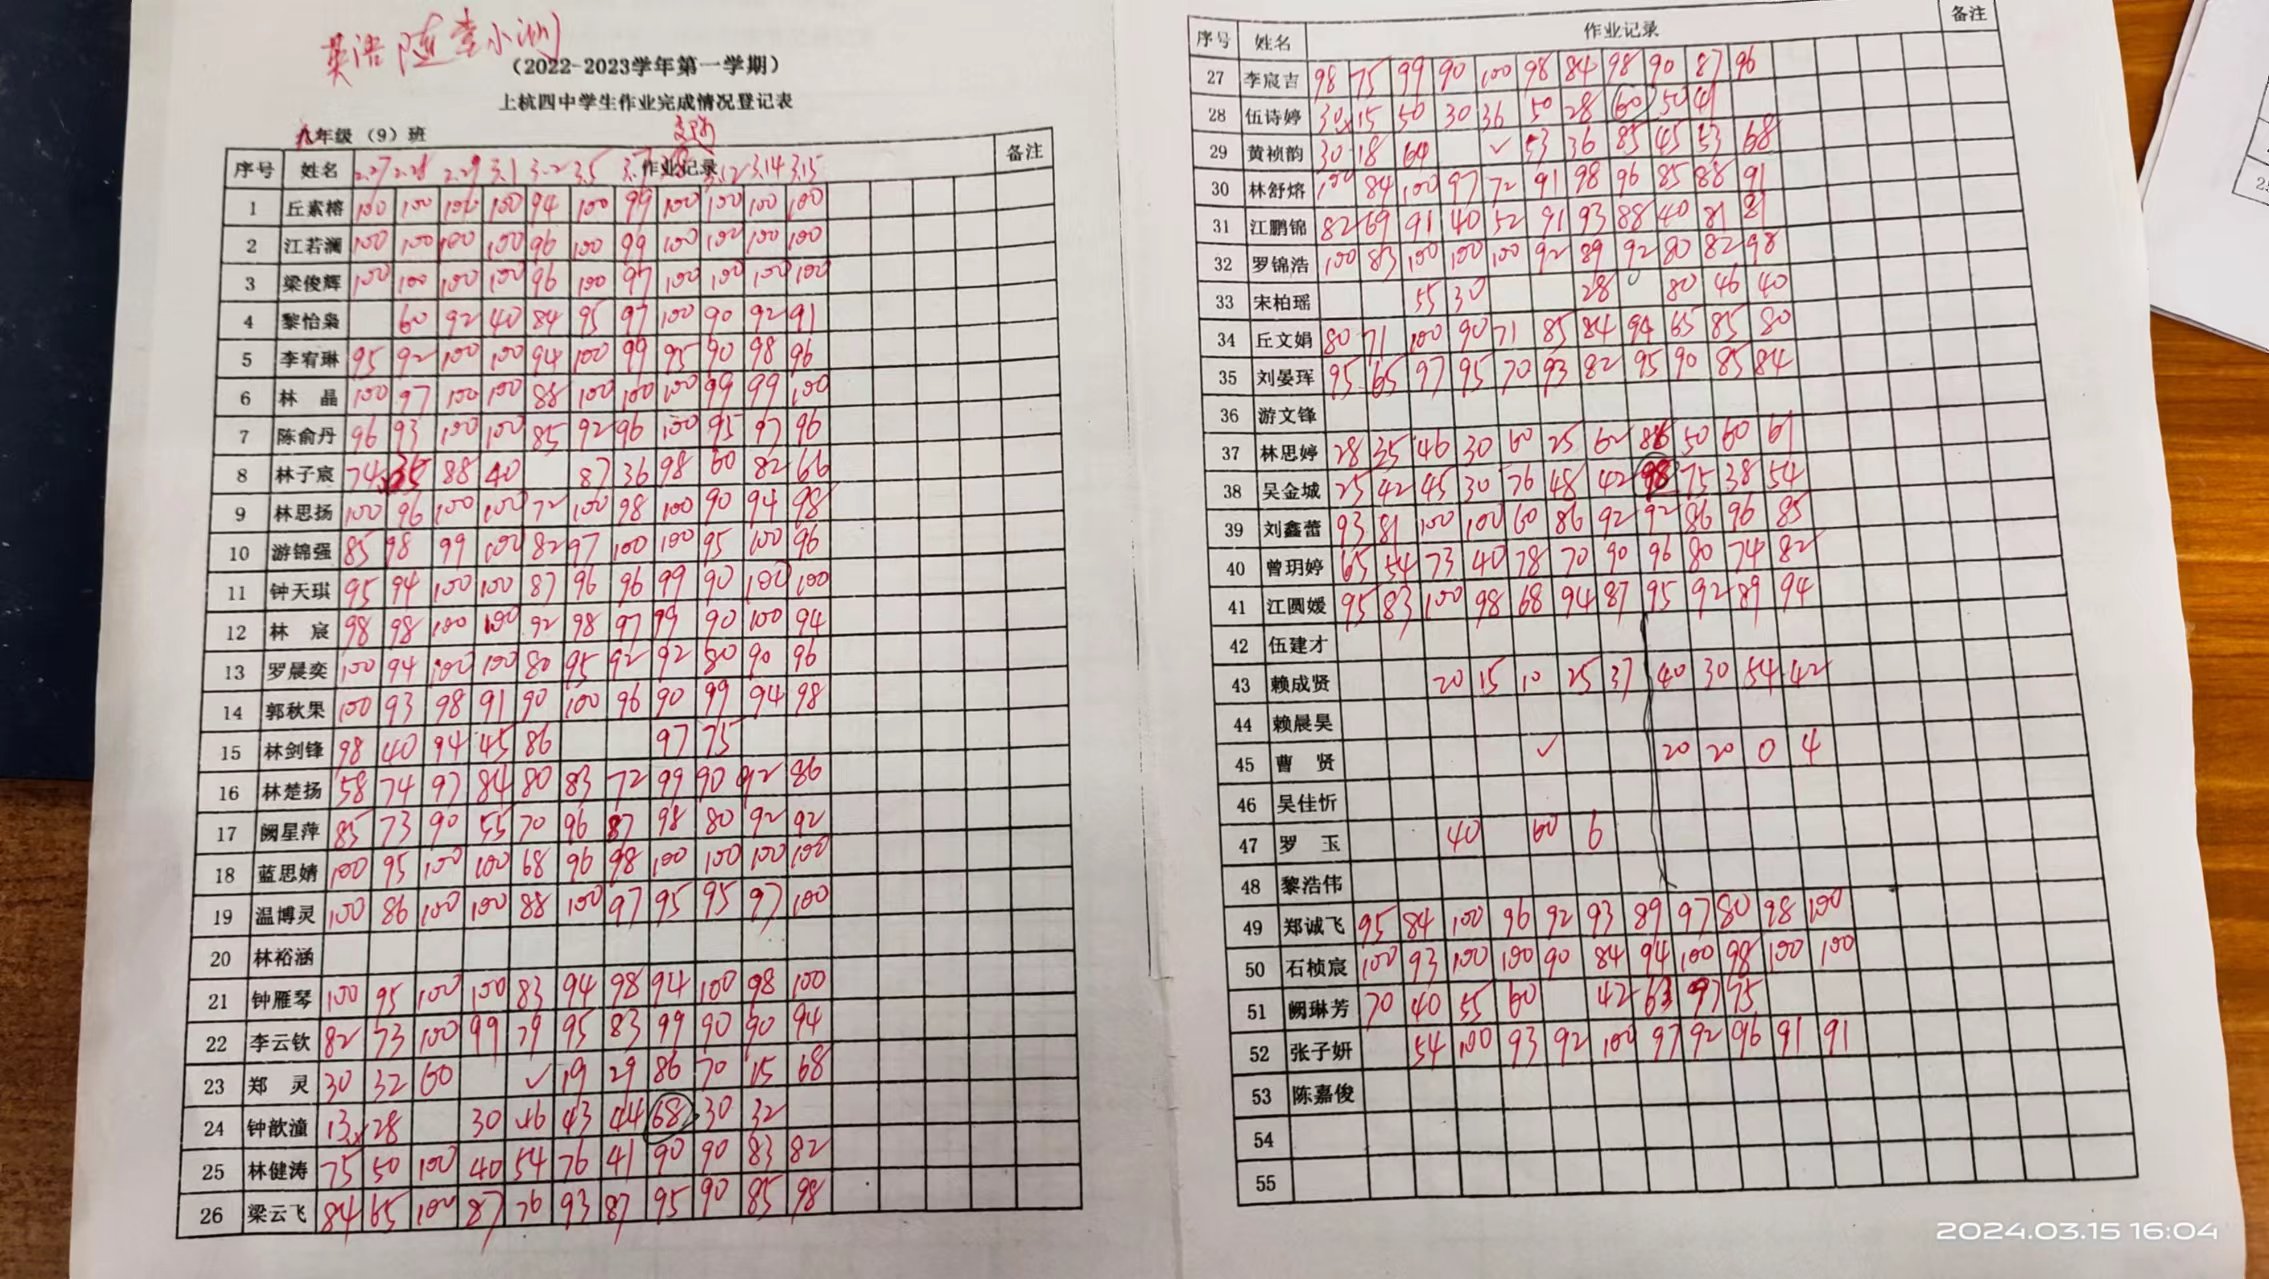 英语随堂小测
(2022-2023学年第一学期)
上杭四中学生作业完成情况登记表
九年级（9）班
序号 姓名 作业记录 备注
2.27 2.28 2.29 3.1 3.2 3.5 3.7 3.12 3.14 3.15
1 丘素榕 100 100 100 100 94 100 99 100 100 100 100
2 江若澜 100 100 100 100 96 100 99 100 100 100 100
3 梁俊辉 100 100 100 100 96 100 97 100 100 100 100
4 黎怡枭 60 92 40 84 95 97 100 90 92 91
5 李宥琳 95 92 100 100 94 100 99 95 90 98 96
6 林 晶 100 97 100 100 88 100 100 100 99 99 100
7 陈俞丹 96 93 100 100 85 92 96 100 95 97 96
8 林子宸 74 35 88 40 87 36 98 60 82 66
9 林思扬 100 96 100 100 72 100 98 100 90 94 98
10 游锦强 85 98 99 100 82 97 100 100 95 100 96
11 钟天琪 95 94 100 100 87 96 96 99 90 100 100
12 林 宸 98 98 100 100 92 98 97 99 90 100 94
13 罗晨奕 100 94 100 100 80 95 92 92 80 90 96
14 郭秋果 100 93 98 91 90 100 96 90 99 94 98
15 林剑锋 98 40 94 45 86 97 75
16 林楚扬 58 74 97 84 80 83 72 99 90 92 86
17 阙星萍 85 73 90 55 70 96 87 98 80 92 92
18 蓝思婧 100 95 100 100 68 96 98 100 100 100 100
19 温博灵 100 86 100 100 88 100 97 95 95 97 100
20 林裕涵
21 钟雁琴 100 95 100 100 83 94 98 94 100 98 100
22 李云钦 82 73 100 99 79 95 83 99 90 90 94
23 郑 灵 30 32 60 ✓ 19 29 86 70 15 68
24 钟歆潼 13 28 30 46 43 44 68 30 32
25 林健涛 75 50 100 40 54 76 41 90 90 83 82
26 梁云飞 84 65 100 87 76 93 87 95 90 85 98
序号 姓名 作业记录 备注
27 李宸吉 98 75 99 90 100 98 84 98 90 87 96
28 伍诗婷 30 15 50 30 36 50 28 60 50 41
29 黄祯韵 30 18 64 ✓ 53 36 85 45 53 68
30 林舒熔 100 84 100 97 72 91 98 96 85 88 91
31 江鹏锦 82 69 91 40 52 91 93 88 40 81 81
32 罗锦浩 100 83 100 100 100 92 89 92 80 82 98
33 宋柏瑶 55 30 28 0 80 46 40
34 丘文娟 80 71 100 90 71 85 84 94 65 85 80
35 刘晏珲 95 65 97 95 70 93 82 95 90 85 84
36 游文锋
37 林思婷 28 35 46 30 60 25 62 86 50 60 61
38 吴金城 25 42 45 30 76 48 42 98 75 38 54
39 刘鑫蕾 93 81 100 100 60 86 92 92 86 96 85
40 曾玥婷 65 54 73 40 78 70 90 96 80 74 82
41 江圆媛 95 83 100 98 68 94 87 95 92 89 94
42 伍建才
43 赖成贤 20 15 10 25 37 40 30 54 42
44 赖晨昊
45 曹 贤 ✓ 20 20 0 4
46 吴佳忻
47 罗 玉 40 60 6
48 黎浩伟
49 郑诚飞 95 84 100 96 92 93 89 97 80 98 100
50 石桢宸 100 93 100 100 90 84 94 100 98 100 100
51 阙琳芳 70 40 55 60 42 63 97 75
52 张子妍 54 100 93 92 100 97 92 96 91 91
53 陈嘉俊
54
55
2024.03.15 16:04